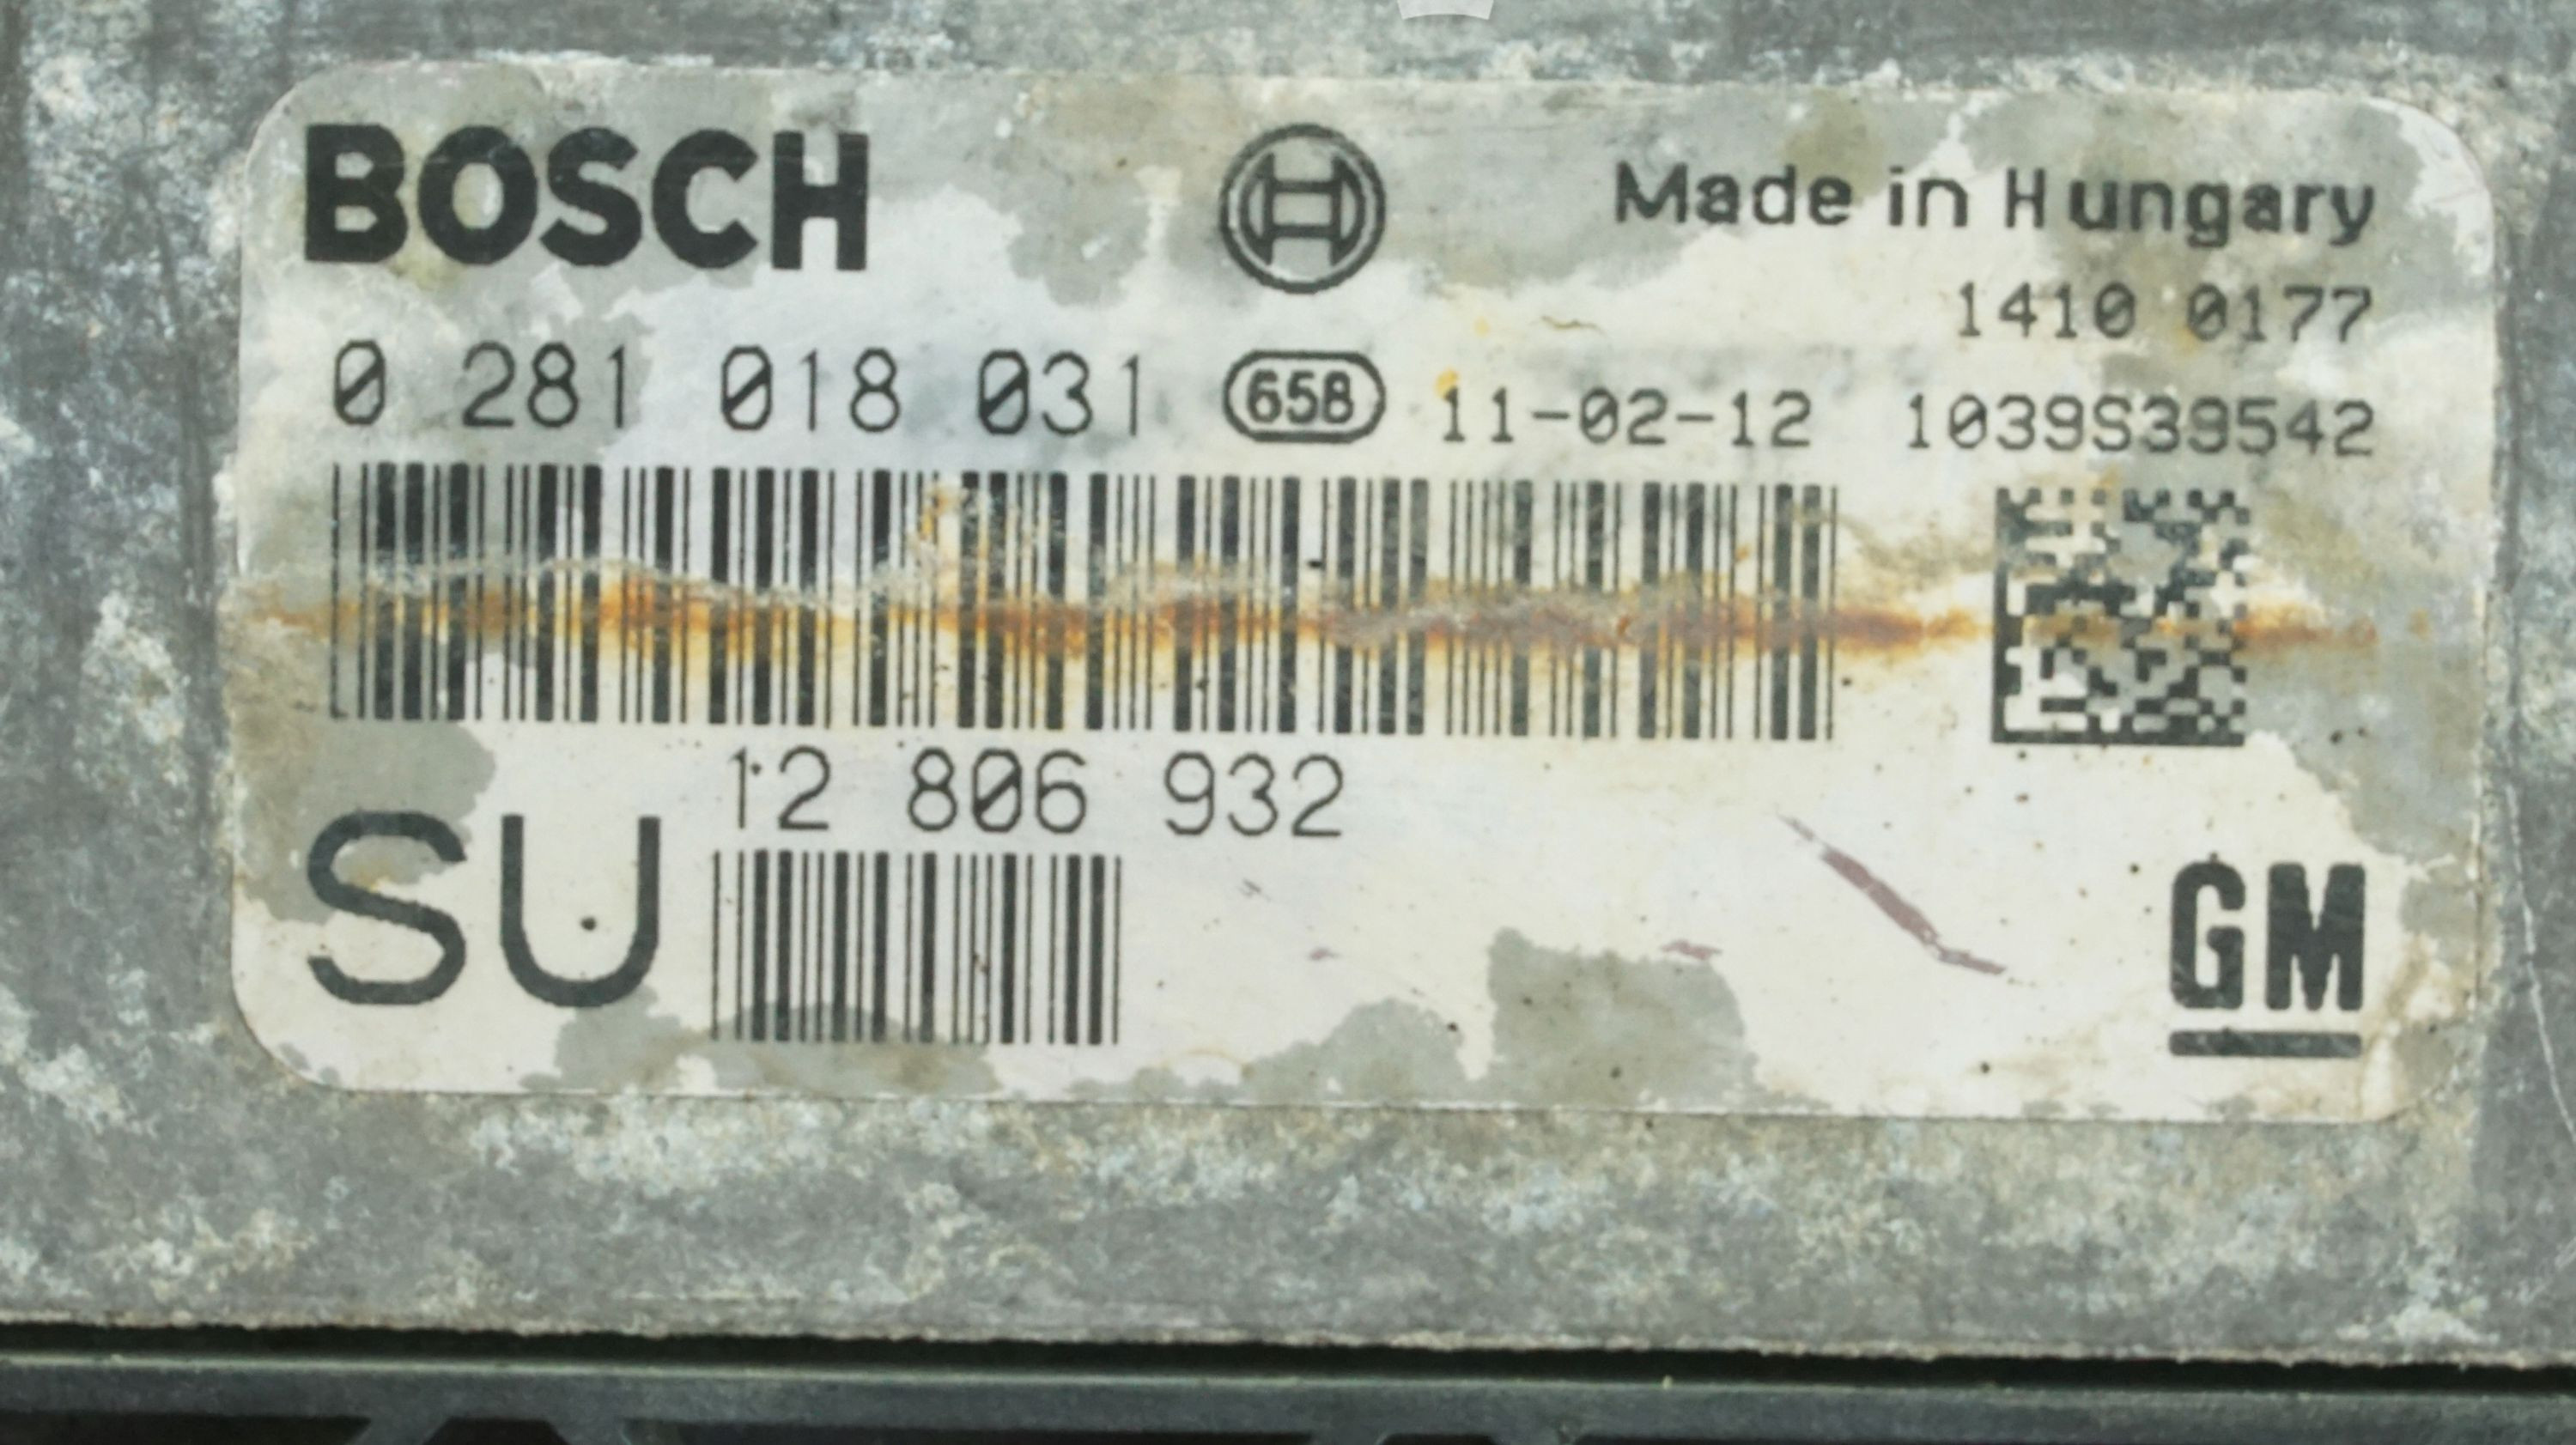 BOSCH
Made in Hungary
1410 0177
0 281 018 031 658 11-02-12 1039S39542
12 806 932
SU
GM